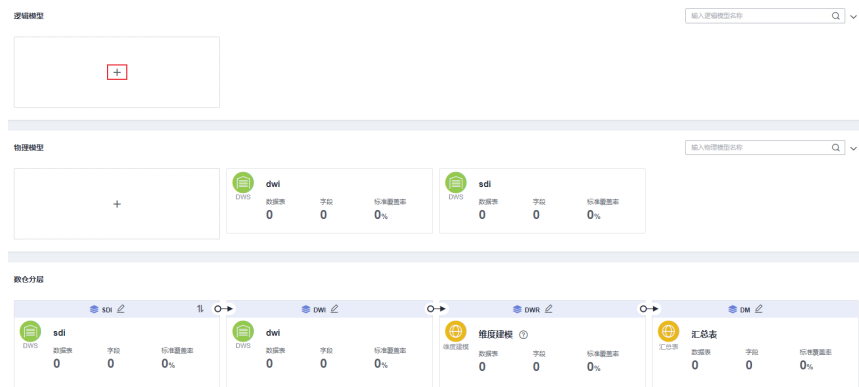 逻辑模型
输入逻辑模型名称
物理模型
输入物理模型名称
dwi
sdi
DWS
DWS
数据表 字段 标准覆盖率
数据表 字段 标准覆盖率
0 0 0%
0 0 0%
数仓分层
SDI
DWI
DWR
DM
sdi
dwi
维度建模
汇总表
DWS
DWS
维度建模
汇总表
数据表 字段 标准覆盖率
数据表 字段 标准覆盖率
数据表 字段 标准覆盖率
数据表 字段 标准覆盖率
0 0 0%
0 0 0%
0 0 0%
0 0 0%